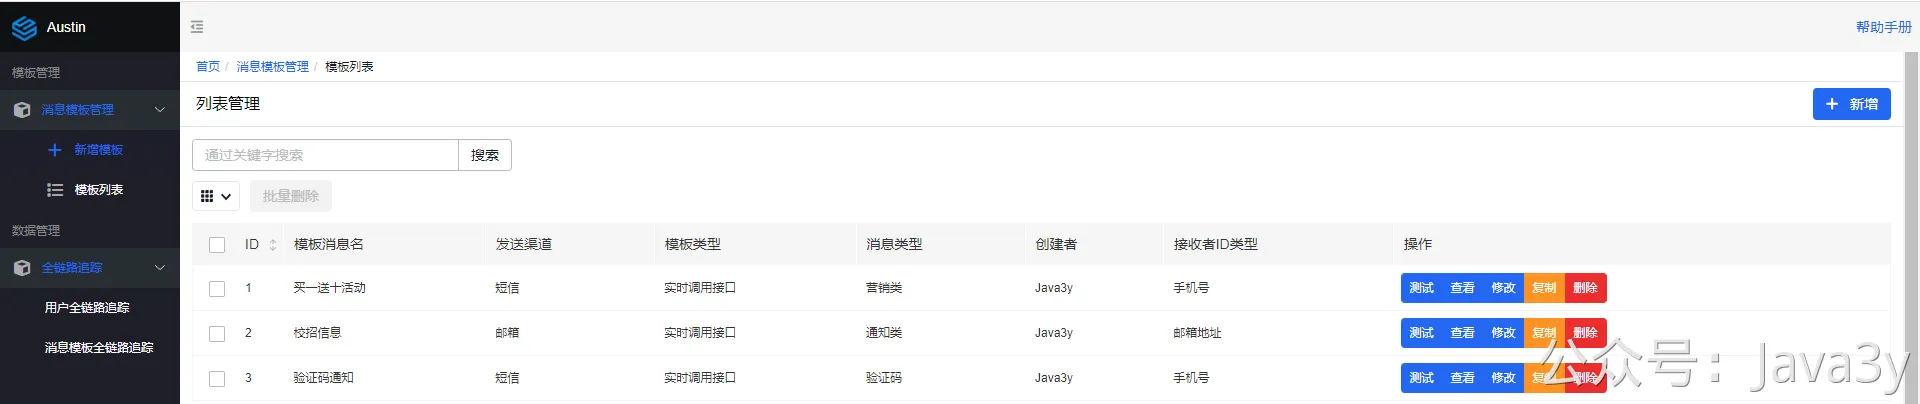 Austin
帮助手册
模板管理
消息模板管理
新增模板
模板列表
数据管理
全链路追踪
用户全链路追踪
消息模板全链路追踪
首页 / 消息模板管理 / 模板列表
列表管理
新增
通过关键字搜索 搜索
批量删除
ID 模板消息名 发送渠道 模板类型 消息类型 创建者 接收者ID类型 操作
1 买一送十活动 短信 实时调用接口 营销类 Java3y 手机号 测试 查看 修改 复制 删除
2 校招信息 邮箱 实时调用接口 通知类 Java3y 邮箱地址 测试 查看 修改 复制 删除
3 验证码通知 短信 实时调用接口 验证码 Java3y 手机号 测试 查看 修改 复制 删除
公众号：Java3y